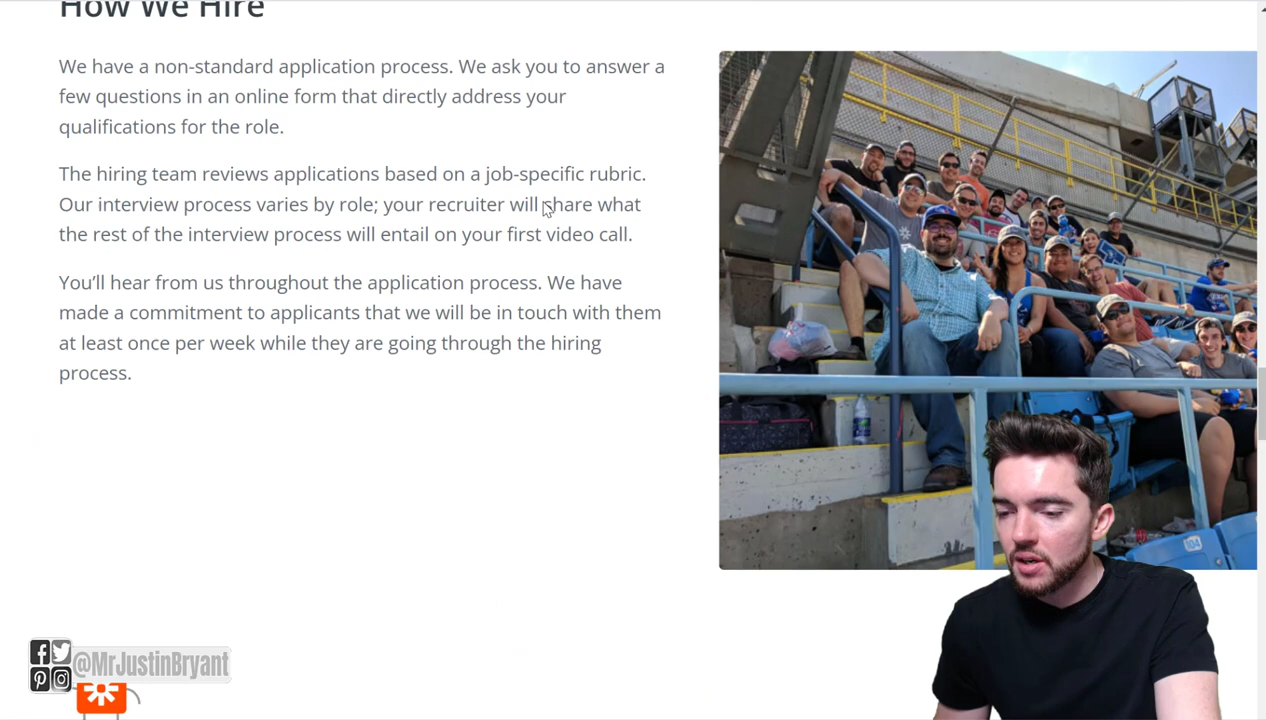 How We Hire
We have a non-standard application process. We ask you to answer a
few questions in an online form that directly address your
qualifications for the role.
The hiring team reviews applications based on a job-specific rubric.
Our interview process varies by role; your recruiter will share what
the rest of the interview process will entail on your first video call.
You’ll hear from us throughout the application process. We have
made a commitment to applicants that we will be in touch with them
at least once per week while they are going through the hiring
process.
104
@MrJustinBryant